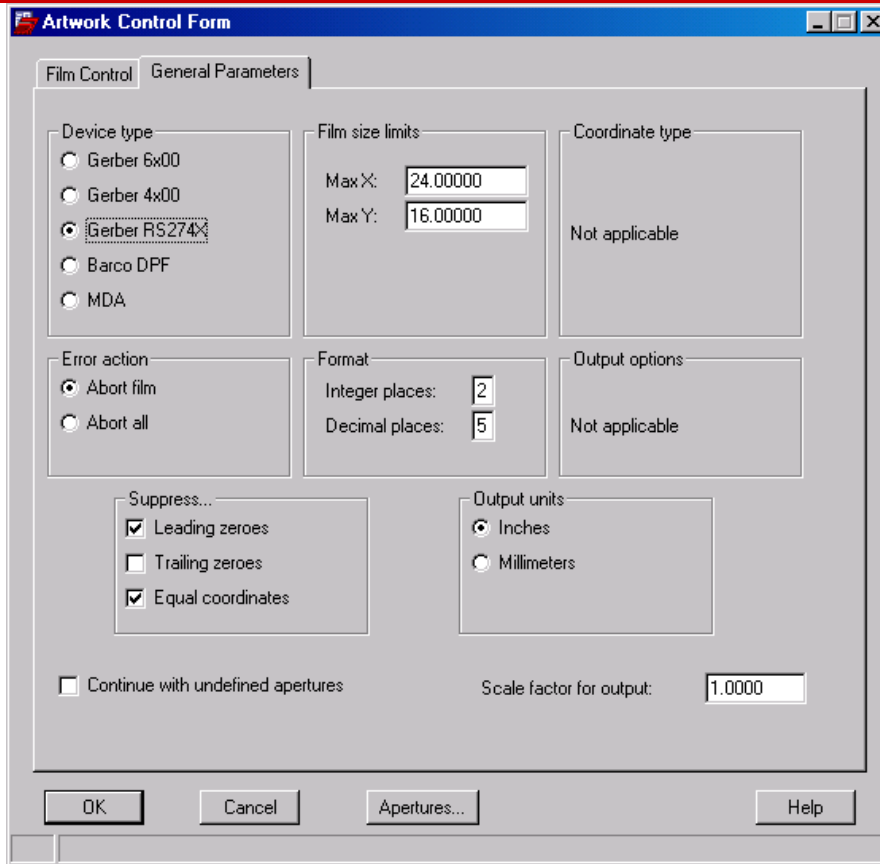 Artwork Control Form
Film Control
General Parameters
Device type
Gerber 6x00
Gerber 4x00
Gerber RS274X
Barco DPF
MDA
Film size limits
Max X: 24.00000
Max Y: 16.00000
Coordinate type
Not applicable
Error action
Abort film
Abort all
Format
Integer places: 2
Decimal places: 5
Output options
Not applicable
Suppress...
Leading zeroes
Trailing zeroes
Equal coordinates
Output units
Inches
Millimeters
Continue with undefined apertures
Scale factor for output: 1.0000
OK
Cancel
Apertures...
Help